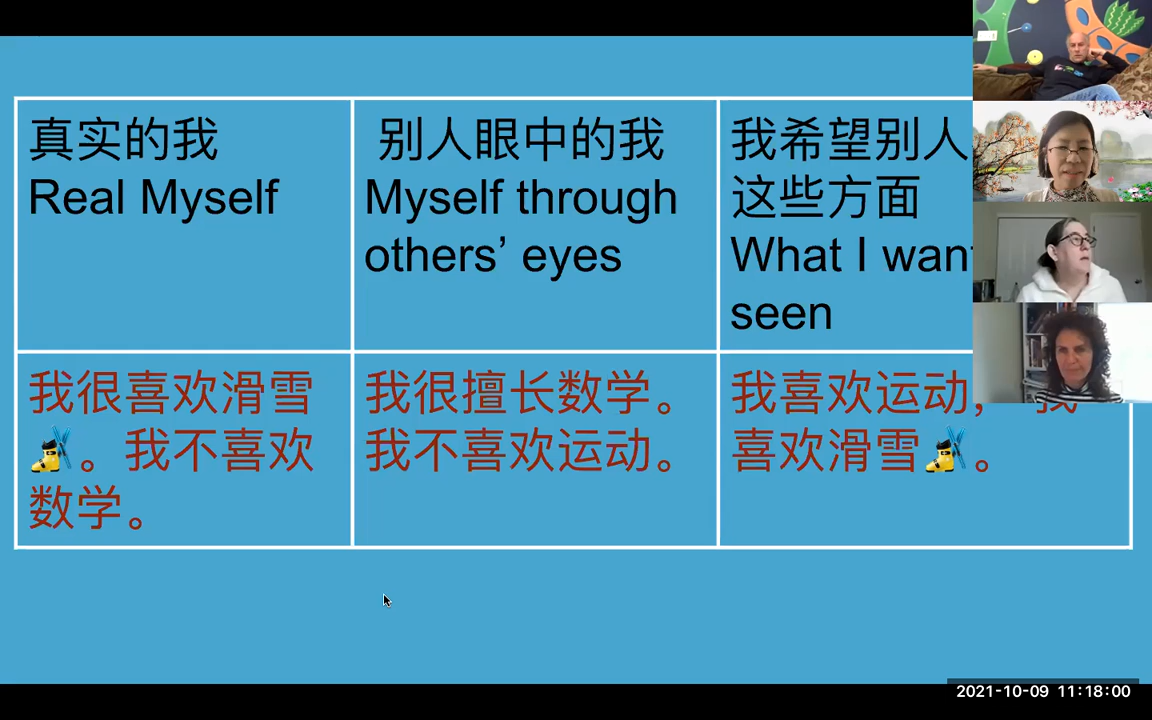 真实的我
Real Myself
别人眼中的我
Myself through
others’ eyes
我希望别人
这些方面
What I want
seen
我很喜欢滑雪
🎿。我不喜欢
数学。
我很擅长数学。
我不喜欢运动。
我喜欢运动，我
喜欢滑雪🎿。
2021-10-09 11:18:00